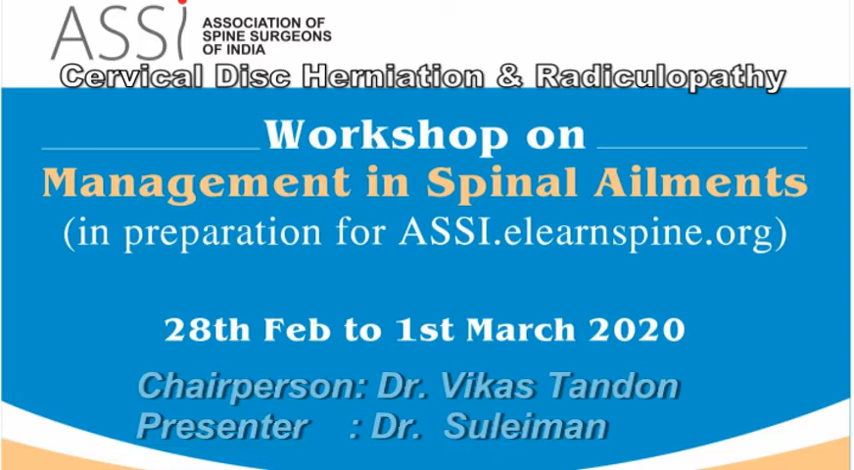 ASSi
ASSOCIATION OF
SPINE SURGEONS
OF INDIA
Cervical Disc Herniation & Radiculopathy
Workshop on
Management in Spinal Ailments
(in preparation for ASSI.elearnspine.org)
28th Feb to 1st March 2020
Chairperson: Dr. Vikas Tandon
Presenter : Dr. Suleiman